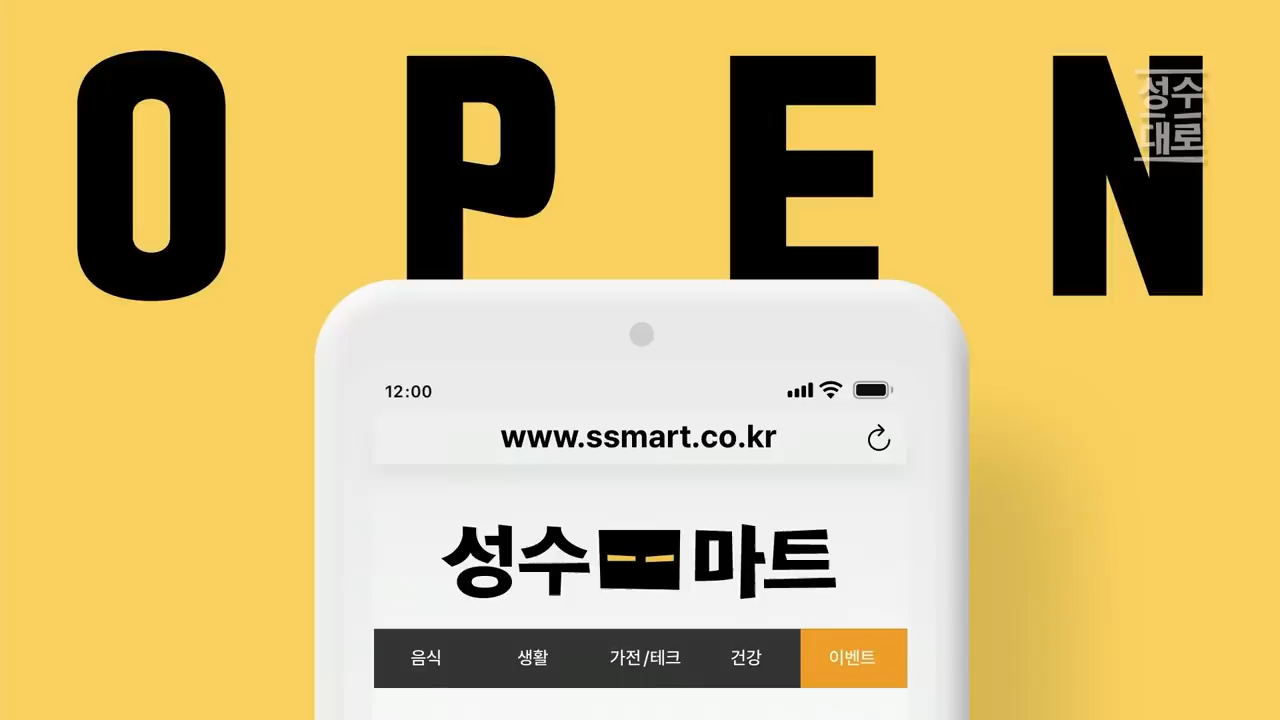 OPEN
성수
대로
12:00
www.ssmart.co.kr
성수 마트
음식 생활 가전/테크 건강 이벤트